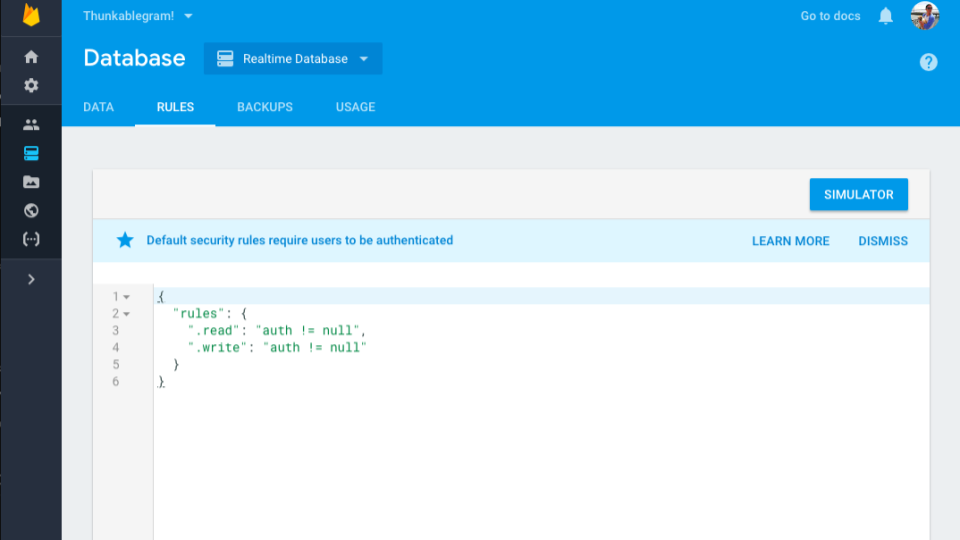 Thunkablegram!
Go to docs
Database
Realtime Database
DATA
RULES
BACKUPS
USAGE
SIMULATOR
Default security rules require users to be authenticated
LEARN MORE
DISMISS
1 {
2 "rules": {
3 ".read": "auth != null",
4 ".write": "auth != null"
5 }
6 }